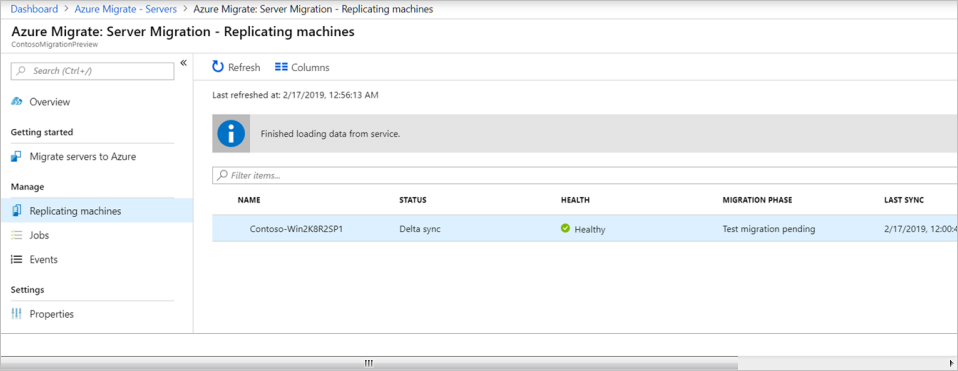 Dashboard > Azure Migrate - Servers > Azure Migrate: Server Migration - Replicating machines
Azure Migrate: Server Migration - Replicating machines
ContosoMigrationPreview
Search (Ctrl+/)
Overview
Getting started
Migrate servers to Azure
Manage
Replicating machines
Jobs
Events
Settings
Properties
Refresh Columns
Last refreshed at: 2/17/2019, 12:56:13 AM
Finished loading data from service.
Filter items...
NAME STATUS HEALTH MIGRATION PHASE LAST SYNC
Contoso-Win2K8R2SP1 Delta sync Healthy Test migration pending 2/17/2019, 12:00:4